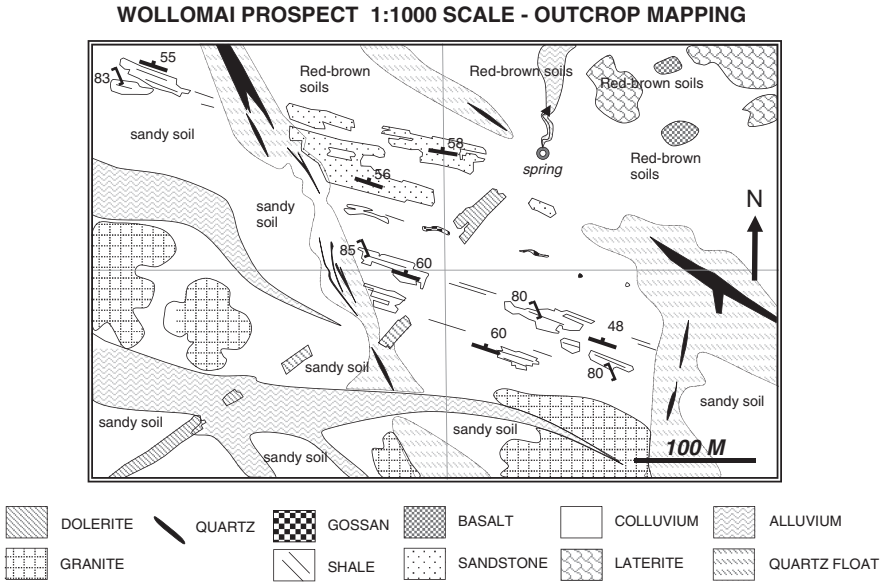 WOLLOMAI PROSPECT 1:1000 SCALE - OUTCROP MAPPING
55
83
Red-brown
soils
Red-brown soils
Red-brown soils
sandy soil
58
56
spring
Red-brown
soils
N
sandy
soil
85
60
80
60
48
80
sandy soil
sandy soil
sandy soil
sandy soil
sandy soil
100 M
DOLERITE
QUARTZ
GOSSAN
BASALT
COLLUVIUM
ALLUVIUM
GRANITE
SHALE
SANDSTONE
LATERITE
QUARTZ FLOAT